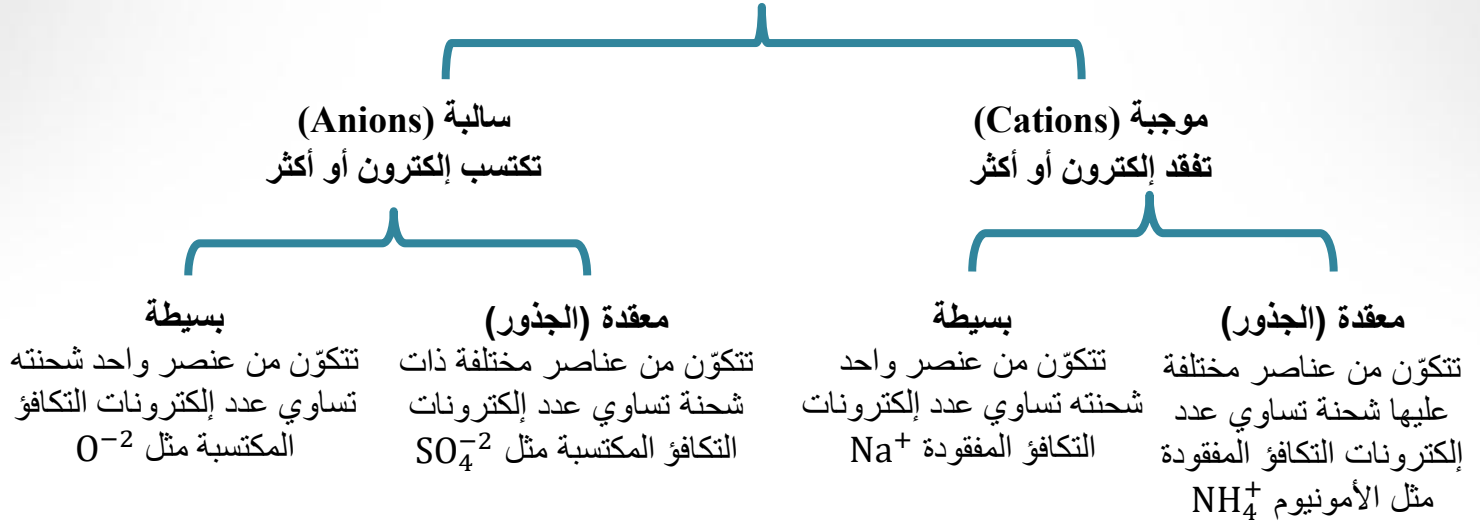 موجبة (Cations)
تفقد إلكترون أو أكثر
سالبة (Anions)
تكتسب إلكترون أو أكثر
معقدة (الجذور)
تتكوّن من عناصر مختلفة
عليها شحنة تساوي عدد
إلكترونات التكافؤ المفقودة
مثل الأمونيوم NH₄⁺
بسيطة
تتكوّن من عنصر واحد
شحنته تساوي عدد إلكترونات
التكافؤ المفقودة Na⁺
معقدة (الجذور)
تتكوّن من عناصر مختلفة ذات
شحنة تساوي عدد إلكترونات
التكافؤ المكتسبة مثل SO₄⁻²
بسيطة
تتكوّن من عنصر واحد شحنته
تساوي عدد إلكترونات التكافؤ
المكتسبة مثل O⁻²